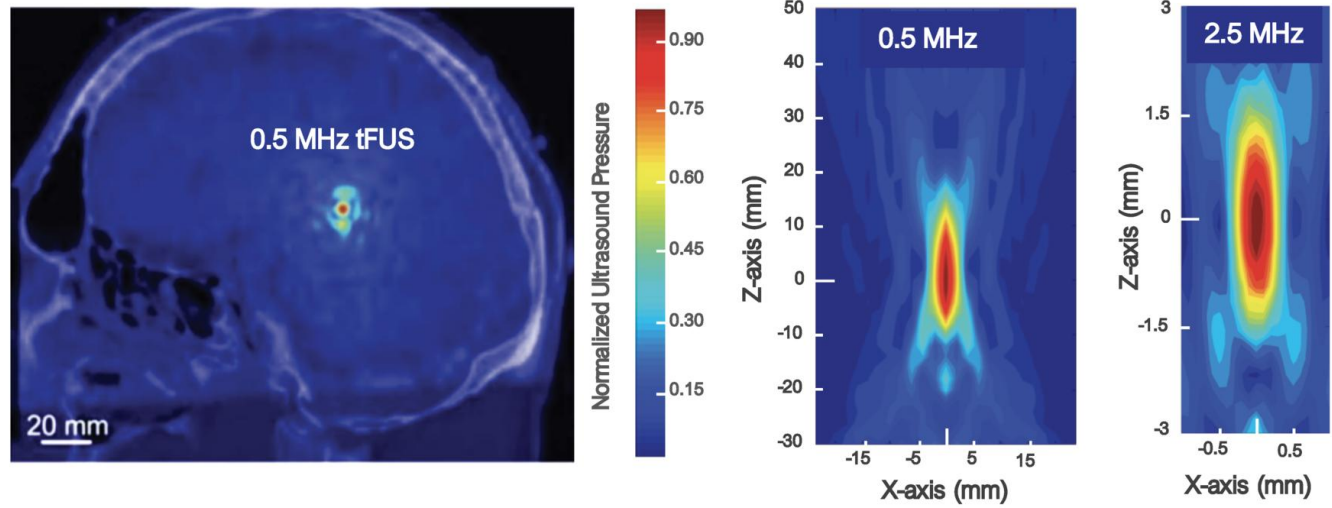 0.5 MHz tFUS
20 mm
Normalized Ultrasound Pressure
0.90
0.75
0.60
0.45
0.30
0.15
0.5 MHz
Z-axis (mm)
50
40
30
20
10
0
-10
-20
-30
-15
-5
5
15
X-axis (mm)
2.5 MHz
Z-axis (mm)
3
1.5
0
-1.5
-3
-0.5
0.5
X-axis (mm)